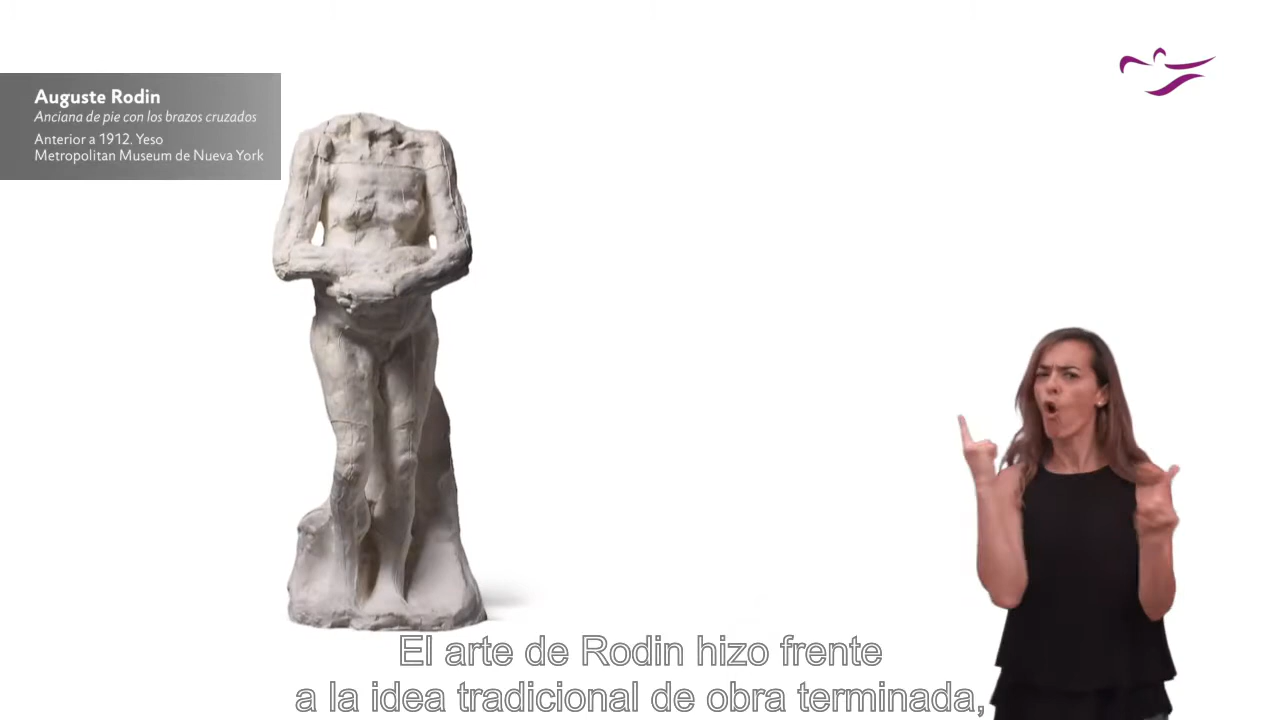 Auguste Rodin
Anciana de pie con los brazos cruzados
Anterior a 1912. Yeso
Metropolitan Museum de Nueva York
El arte de Rodin hizo frente
a la idea tradicional de obra terminada,